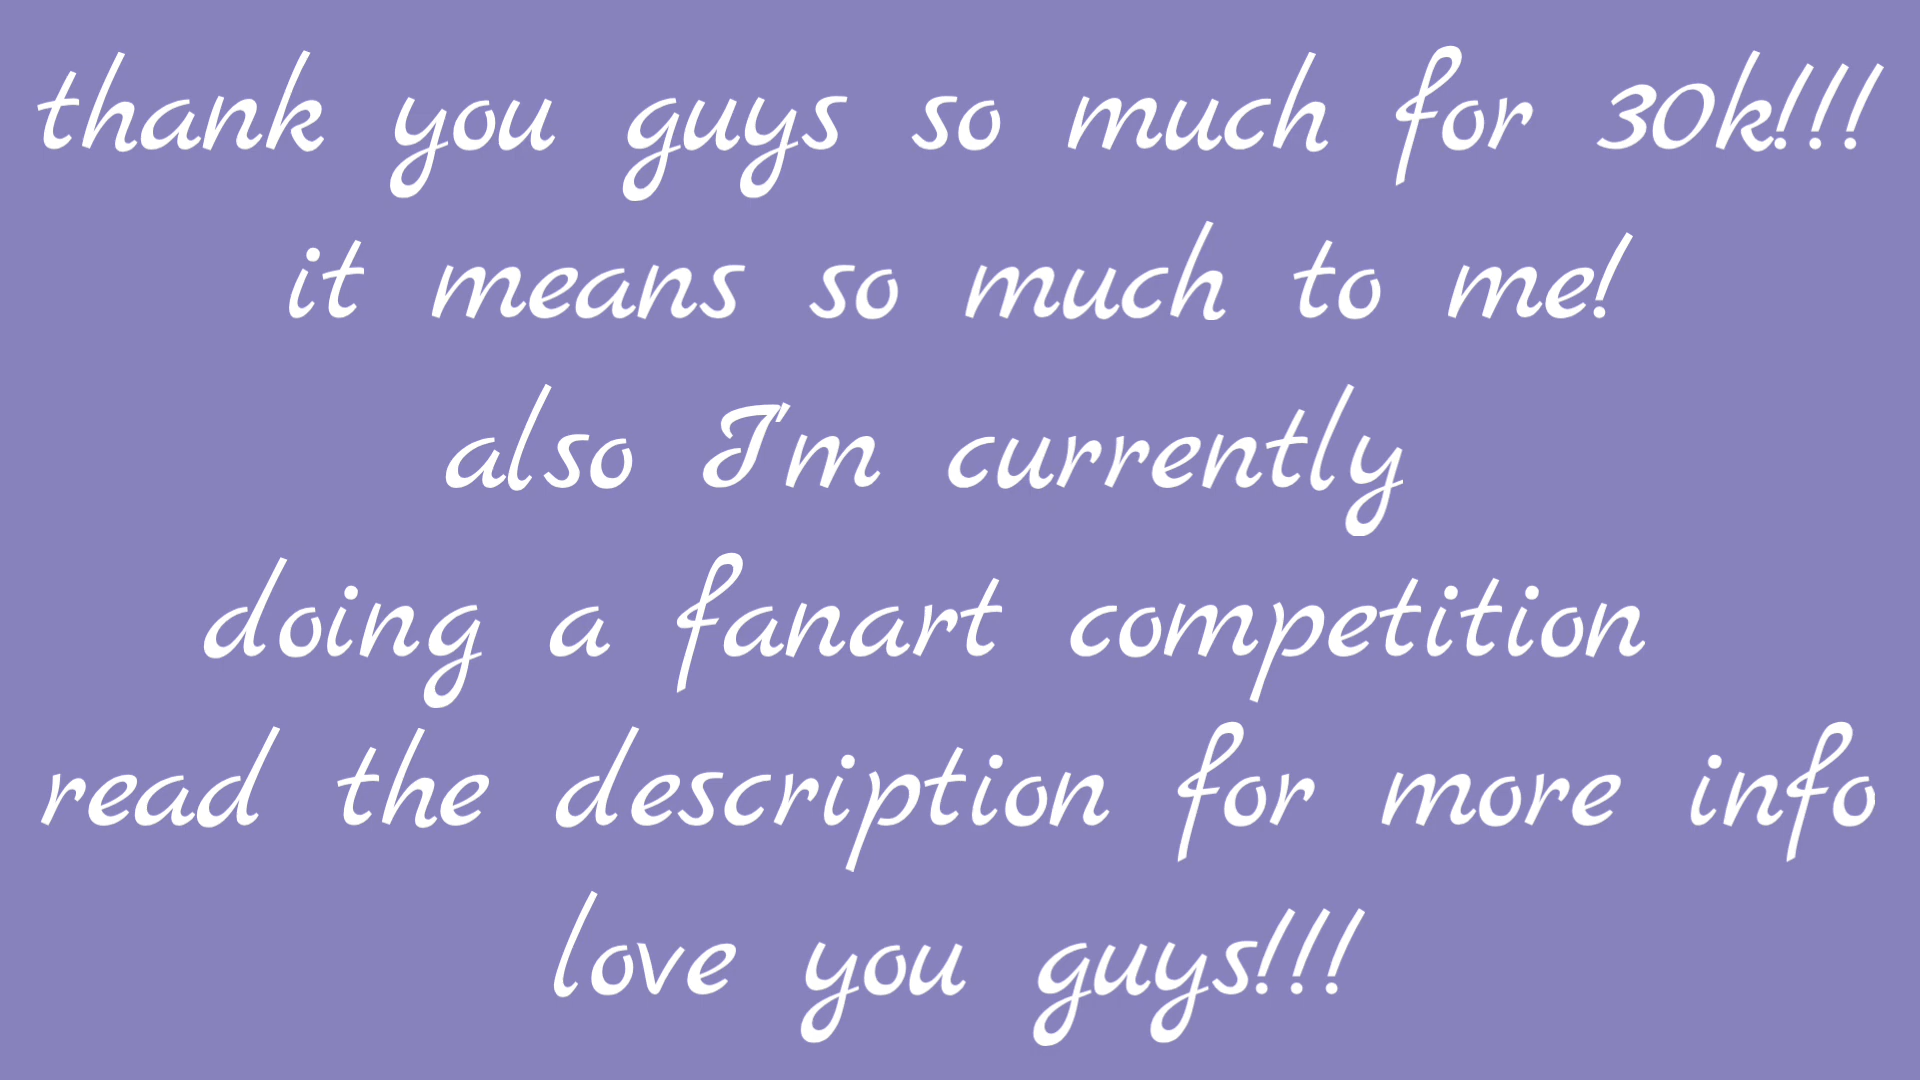 thank you guys so much for 30k!!!
it means so much to me!
also I'm currently
doing a fanart competition
read the description for more info
love you guys!!!